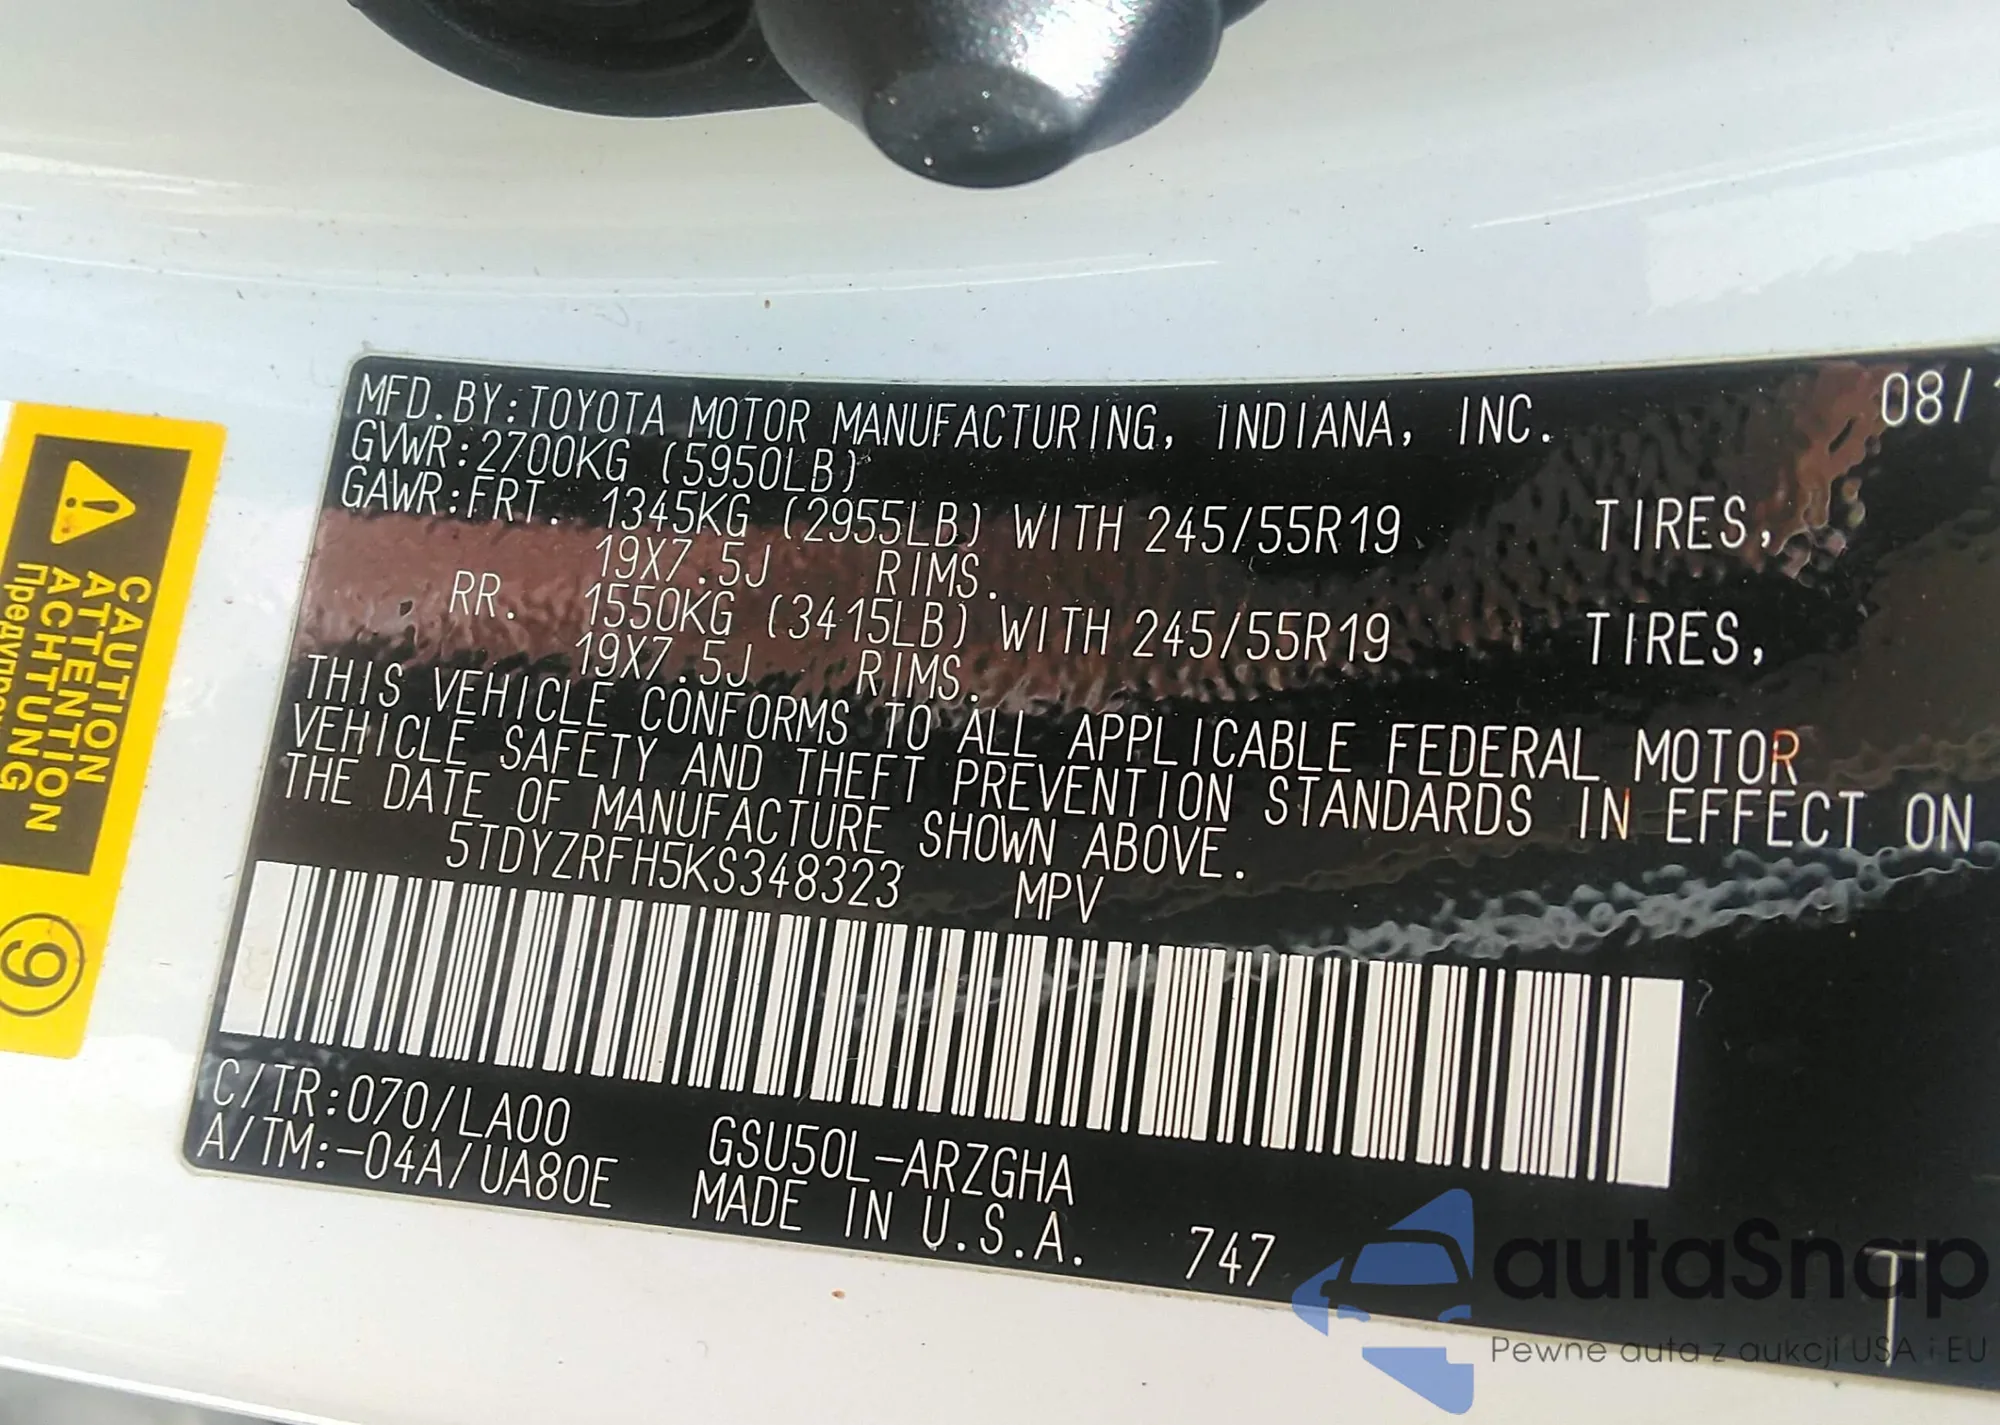 MFD.BY:TOYOTA MOTOR MANUFACTURING, INDIANA, INC. 08/
GVWR:2700KG (5950LB)
GAWR:FRT. 1345KG (2955LB) WITH 245/55R19 TIRES,
19X7.5J RIMS.
RR. 1550KG (3415LB) WITH 245/55R19 TIRES,
19X7.5J RIMS.
THIS VEHICLE CONFORMS TO ALL APPLICABLE FEDERAL MOTOR
VEHICLE SAFETY AND THEFT PREVENTION STANDARDS IN EFFECT ON
THE DATE OF MANUFACTURE SHOWN ABOVE.
5TDYZRFH5KS348323 MPV
C/TR:070/LA00 GSU50L-ARZGHA
A/TM:-04A/UA80E MADE IN U.S.A. 747
T
CAUTION
ATTENTION
ACHTUNG
9
autaSnap
Pewne auta z aukcji USA i EU